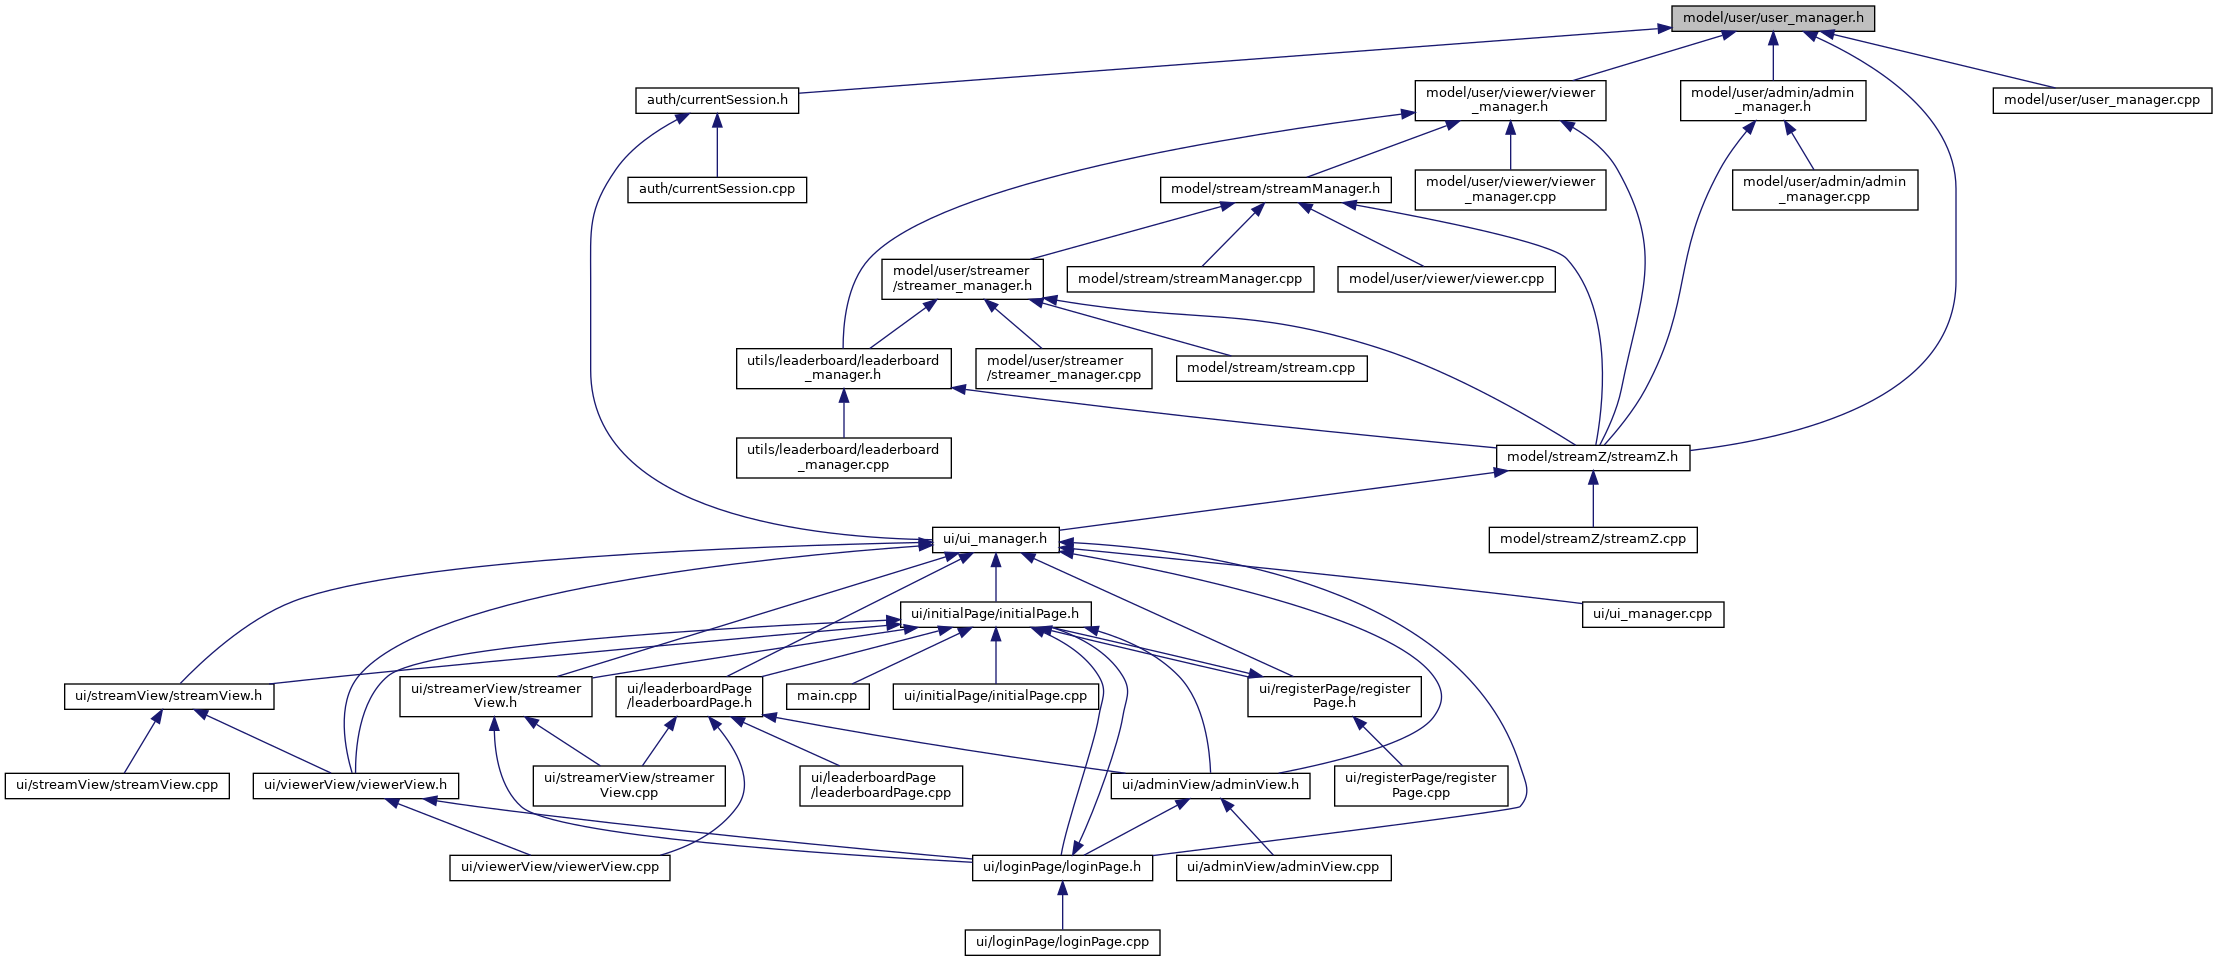 model/user/user_manager.h
auth/currentSession.h
model/user/viewer/viewer
_manager.h
model/user/admin/admin
_manager.h
model/user/user_manager.cpp
auth/currentSession.cpp
model/stream/streamManager.h
model/user/viewer/viewer
_manager.cpp
model/user/admin/admin
_manager.cpp
model/user/streamer
/streamer_manager.h
model/stream/streamManager.cpp
model/user/viewer/viewer.cpp
utils/leaderboard/leaderboard
_manager.h
model/user/streamer
/streamer_manager.cpp
model/stream/stream.cpp
utils/leaderboard/leaderboard
_manager.cpp
model/streamZ/streamZ.h
ui/ui_manager.h
model/streamZ/streamZ.cpp
ui/initialPage/initialPage.h
ui/ui_manager.cpp
ui/streamView/streamView.h
ui/streamerView/streamer
View.h
ui/leaderboardPage
/leaderboardPage.h
main.cpp
ui/initialPage/initialPage.cpp
ui/registerPage/register
Page.h
ui/streamView/streamView.cpp
ui/viewerView/viewerView.h
ui/streamerView/streamer
View.cpp
ui/leaderboardPage
/leaderboardPage.cpp
ui/adminView/adminView.h
ui/registerPage/register
Page.cpp
ui/viewerView/viewerView.cpp
ui/loginPage/loginPage.h
ui/adminView/adminView.cpp
ui/loginPage/loginPage.cpp